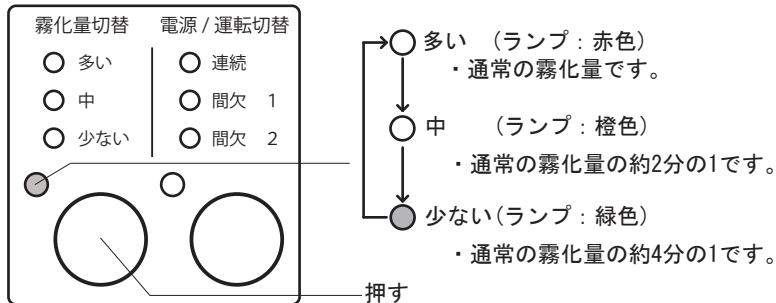 霧化量切替 電源 / 運転切替
多い 連続
中 間欠 1
少ない 間欠 2
多い (ランプ：赤色)
・通常の霧化量です。
中 (ランプ：橙色)
・通常の霧化量の約2分の1です。
少ない(ランプ：緑色)
・通常の霧化量の約4分の1です。
押す